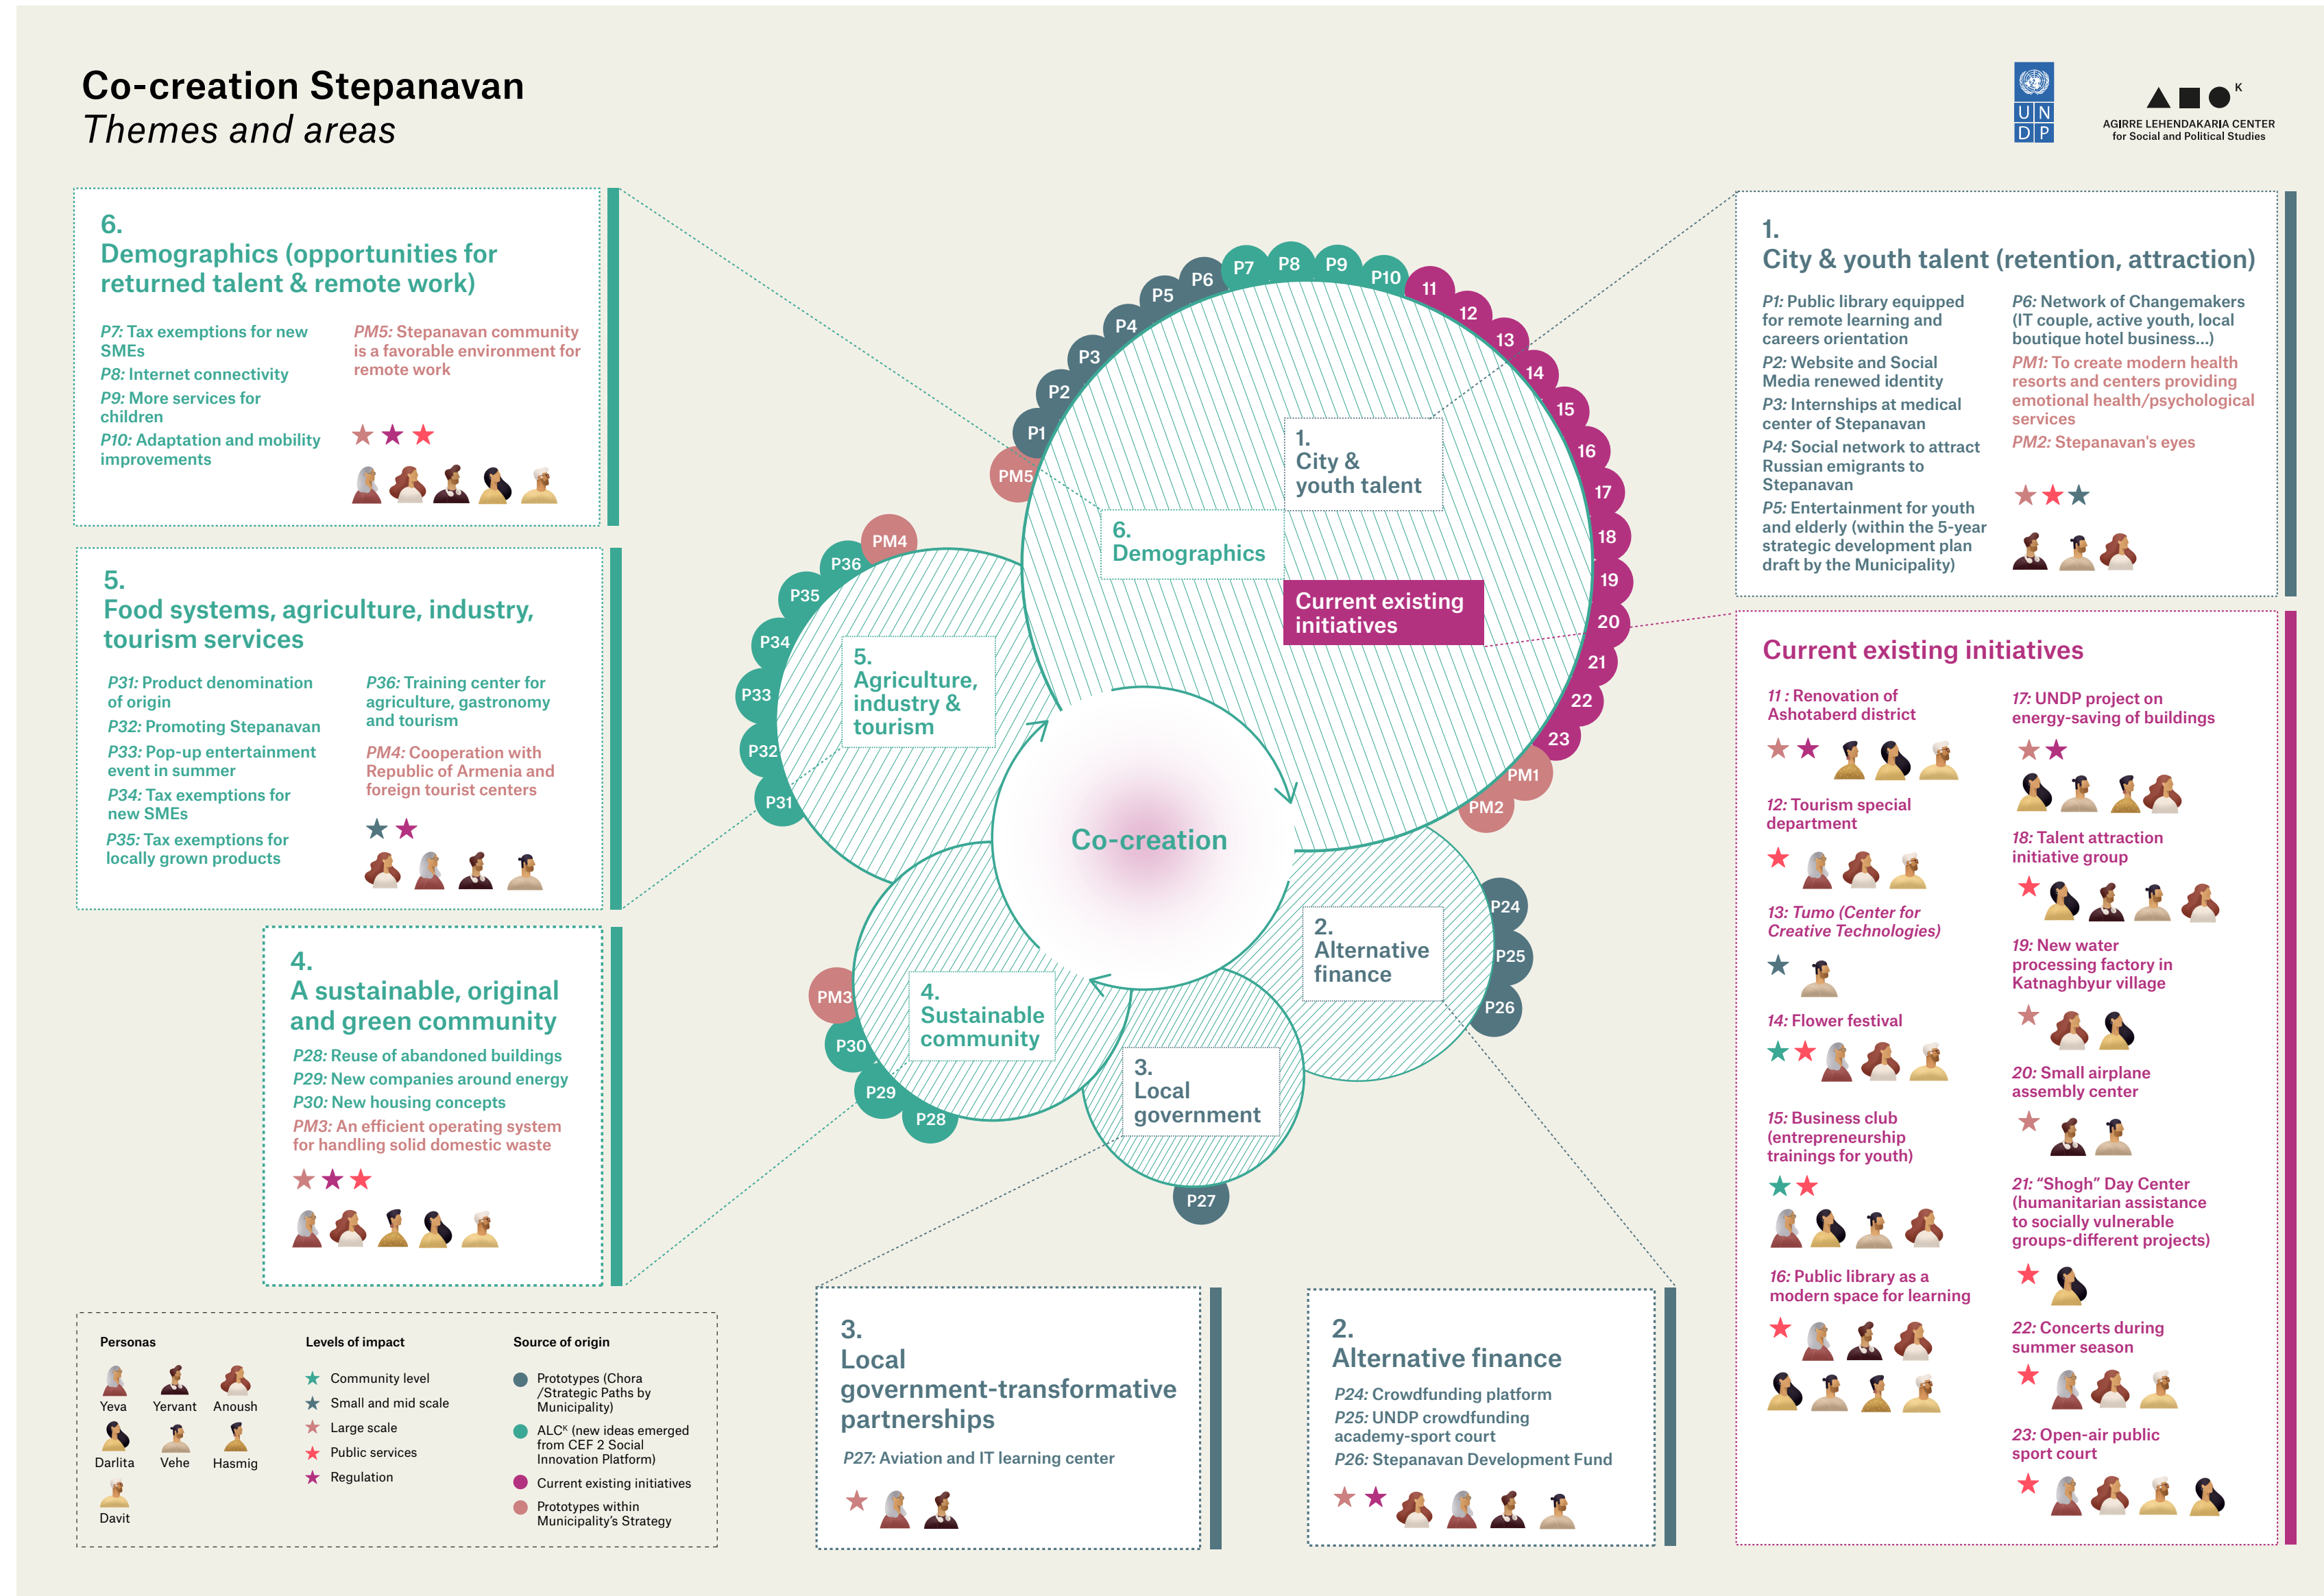 Co-creation Stepanavan
Themes and areas
U N
D P
K
AGIRRE LEHENDAKARIA CENTER
for Social and Political Studies
6.
Demographics (opportunities for
returned talent & remote work)
P7: Tax exemptions for new
SMEs
P8: Internet connectivity
P9: More services for
children
P10: Adaptation and mobility
improvements
PM5: Stepanavan community
is a favorable environment for
remote work
5.
Food systems, agriculture, industry,
tourism services
P31: Product denomination
of origin
P32: Promoting Stepanavan
P33: Pop-up entertainment
event in summer
P34: Tax exemptions for
new SMEs
P35: Tax exemptions for
locally grown products
P36: Training center for
agriculture, gastronomy
and tourism
PM4: Cooperation with
Republic of Armenia and
foreign tourist centers
4.
A sustainable, original
and green community
P28: Reuse of abandoned buildings
P29: New companies around energy
P30: New housing concepts
PM3: An efficient operating system
for handling solid domestic waste
Personas
Yeva
Yervant
Anoush
Darlita
Vehe
Hasmig
Davit
Levels of impact
Community level
Small and mid scale
Large scale
Public services
Regulation
Source of origin
Prototypes (Chora
/Strategic Paths by
Municipality)
ALCᴷ (new ideas emerged
from CEF 2 Social
Innovation Platform)
Current existing initiatives
Prototypes within
Municipality's Strategy
PM5
P1
P2
P3
P4
P5
P6
P7
P8
P9
P10
11
12
13
14
15
16
17
18
19
20
21
22
23
PM1
PM2
1.
City &
youth talent
6.
Demographics
Current existing
initiatives
PM4
P36
P35
P34
P33
P32
P31
5.
Agriculture,
industry &
tourism
Co-creation
PM3
P30
P29
P28
4.
Sustainable
community
3.
Local
government
P27
2.
Alternative
finance
P24
P25
P26
3.
Local
government-transformative
partnerships
P27: Aviation and IT learning center
2.
Alternative finance
P24: Crowdfunding platform
P25: UNDP crowdfunding
academy-sport court
P26: Stepanavan Development Fund
1.
City & youth talent (retention, attraction)
P1: Public library equipped
for remote learning and
careers orientation
P2: Website and Social
Media renewed identity
P3: Internships at medical
center of Stepanavan
P4: Social network to attract
Russian emigrants to
Stepanavan
P5: Entertainment for youth
and elderly (within the 5-year
strategic development plan
draft by the Municipality)
P6: Network of Changemakers
(IT couple, active youth, local
boutique hotel business...)
PM1: To create modern health
resorts and centers providing
emotional health/psychological
services
PM2: Stepanavan's eyes
Current existing initiatives
11 : Renovation of
Ashotaberd district
12: Tourism special
department
13: Tumo (Center for
Creative Technologies)
14: Flower festival
15: Business club
(entrepreneurship
trainings for youth)
16: Public library as a
modern space for learning
17: UNDP project on
energy-saving of buildings
18: Talent attraction
initiative group
19: New water
processing factory in
Katnaghbyur village
20: Small airplane
assembly center
21: “Shogh” Day Center
(humanitarian assistance
to socially vulnerable
groups-different projects)
22: Concerts during
summer season
23: Open-air public
sport court